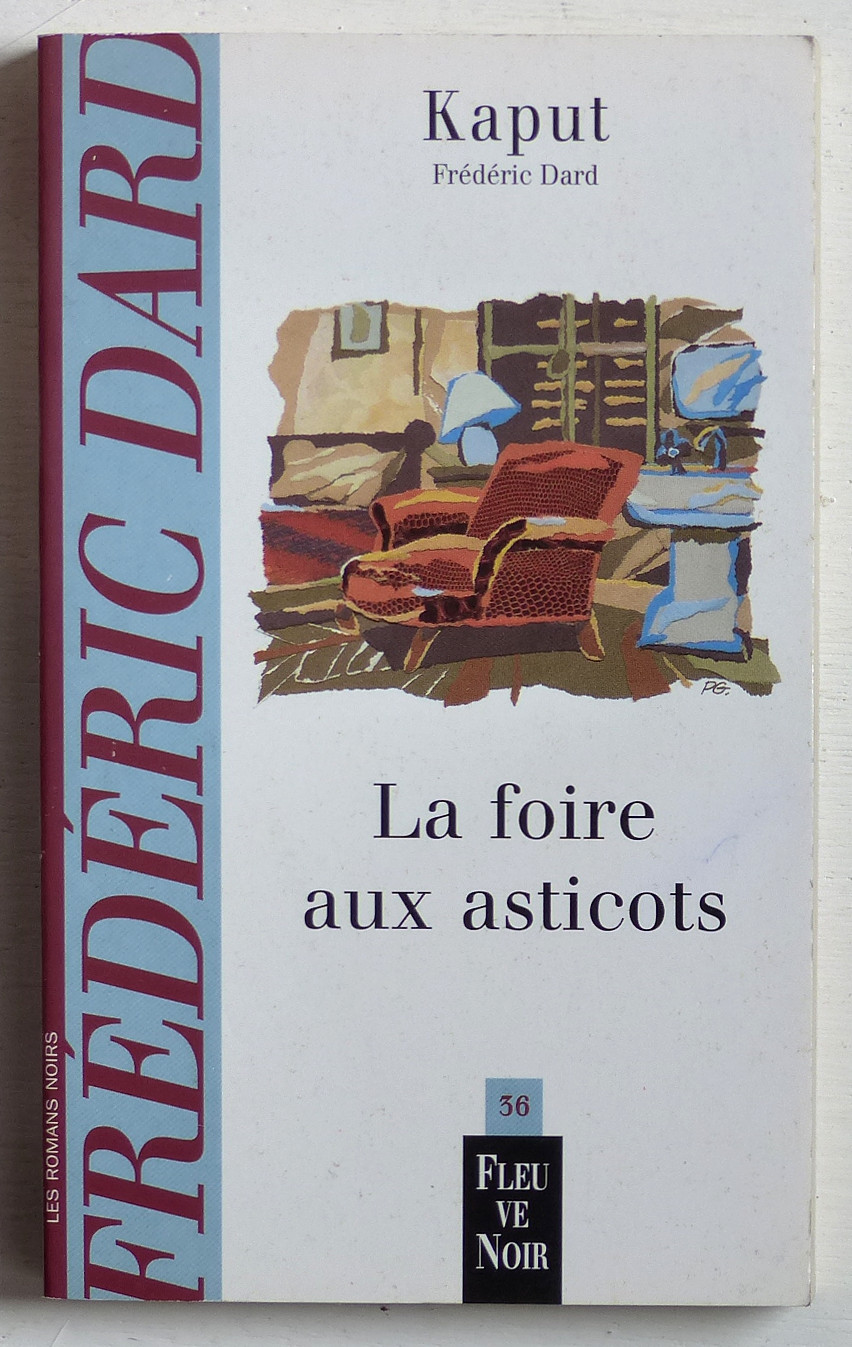 Kaput
Frédéric Dard
PG.
La foire
aux asticots
36
FLEU
VE
NOIR
FRÉDÉRIC DARD
LES ROMANS NOIRS